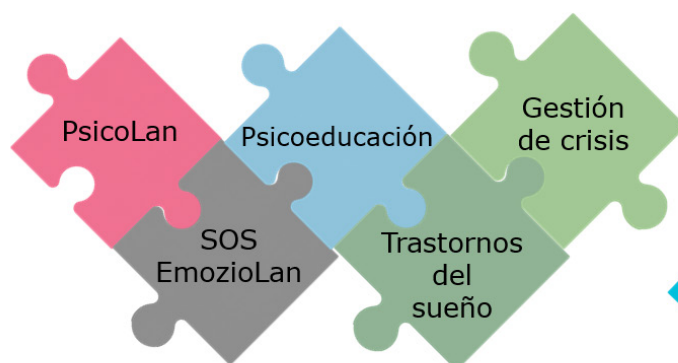 PsicoLan
SOS
EmozioLan
Psicoeducación
Trastornos
del
sueño
Gestión
de crisis